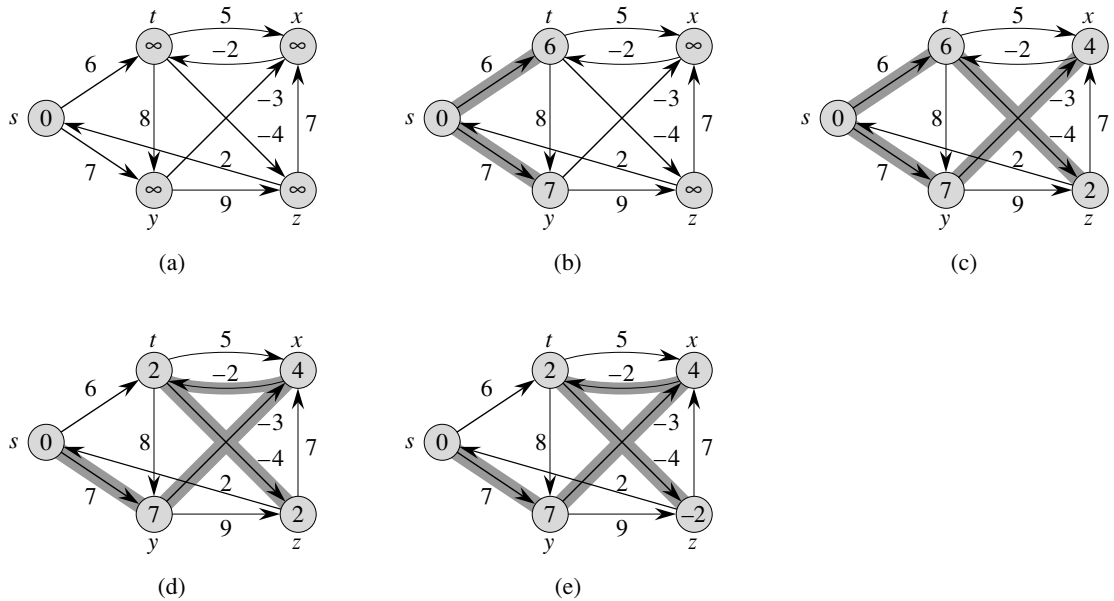 t 5 x
∞ ∞
6 –2
–3
s 0 8 7
–4
7 2
∞ ∞
9
y z
(a)
t 5 x
6 ∞
6 –2
–3
s 0 8 7
–4
7 2
7 ∞
9
y z
(b)
t 5 x
6 4
6 –2
–3
s 0 8 7
–4
7 2
7 2
9
y z
(c)
t 5 x
2 4
6 –2
–3
s 0 8 7
–4
7 2
7 2
9
y z
(d)
t 5 x
2 4
6 –2
–3
s 0 8 7
–4
7 2
7 –2
9
y z
(e)